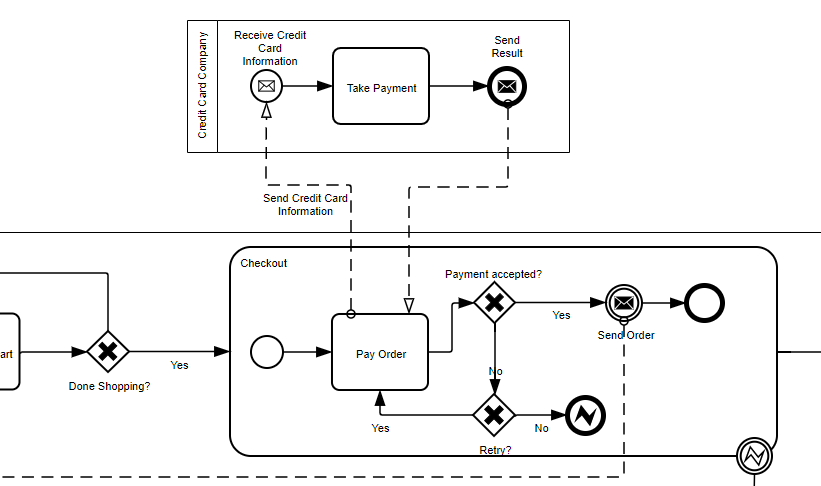 Credit Card Company
Receive Credit
Card
Information
Take Payment
Send
Result
Send Credit Card
Information
Checkout
Payment accepted?
Yes
Send Order
art
Done Shopping?
Yes
Pay Order
No
Yes
No
Retry?